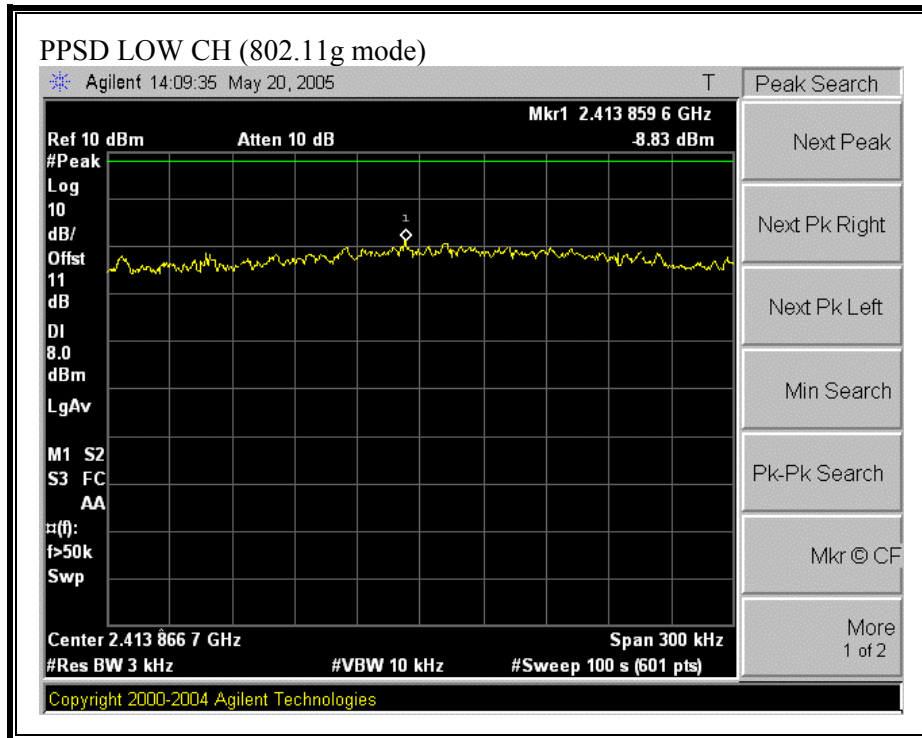 PPSD LOW CH (802.11g mode)
Agilent 14:09:35 May 20, 2005 T
Peak Search
Mkr1 2.413 859 6 GHz
Ref 10 dBm Atten 10 dB -8.83 dBm
#Peak
Log
10
dB/
Offst
11
dB
DI
8.0
dBm
LgAv
M1 S2
S3 FC
AA
¤(f):
f>50k
Swp
1
Center 2.413 866 7 GHz Span 300 kHz
#Res BW 3 kHz #VBW 10 kHz #Sweep 100 s (601 pts)
Copyright 2000-2004 Agilent Technologies
Next Peak
Next Pk Right
Next Pk Left
Min Search
Pk-Pk Search
Mkr © CF
More
1 of 2